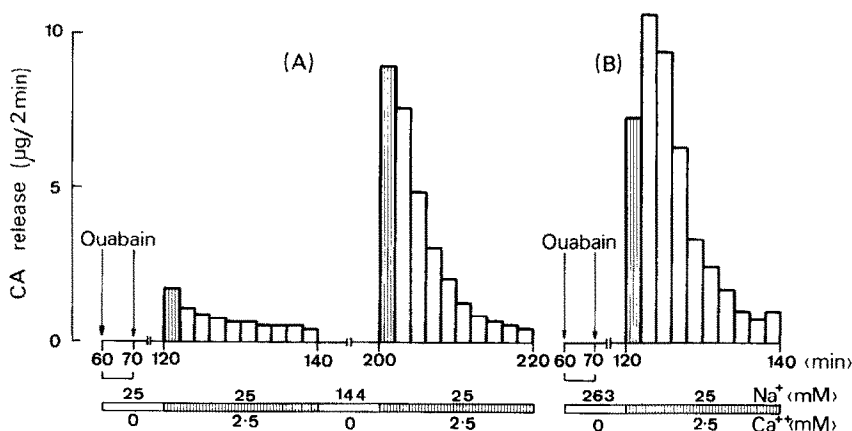 CA release (µg/2min)
10
5
0
(A)
(B)
Ouabain
Ouabain
60 70 120 140 200 220 60 70 120 140 (min)
25 25 144 25 263 25 Na⁺ (mM)
0 2·5 0 2·5 0 2·5 Ca⁺⁺ (mM)